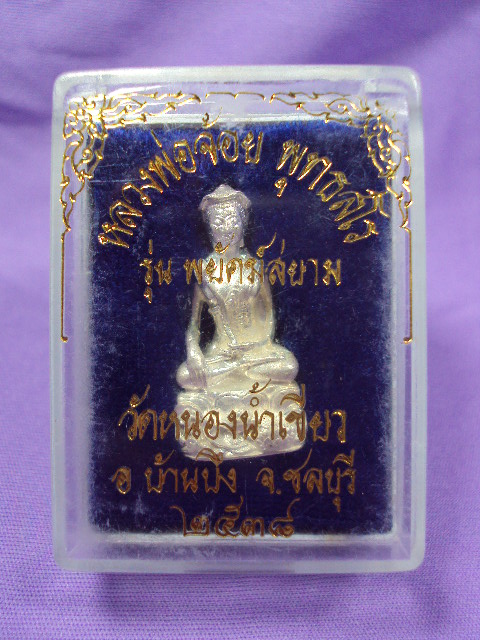 หลวงพ่อจ้อย พุทธสโร
รุ่น พยัคฆ์สยาม
วัดหนองน้ำเขียว
อ บ้านบึง จ.ชลบุรี
๒๕๓๘